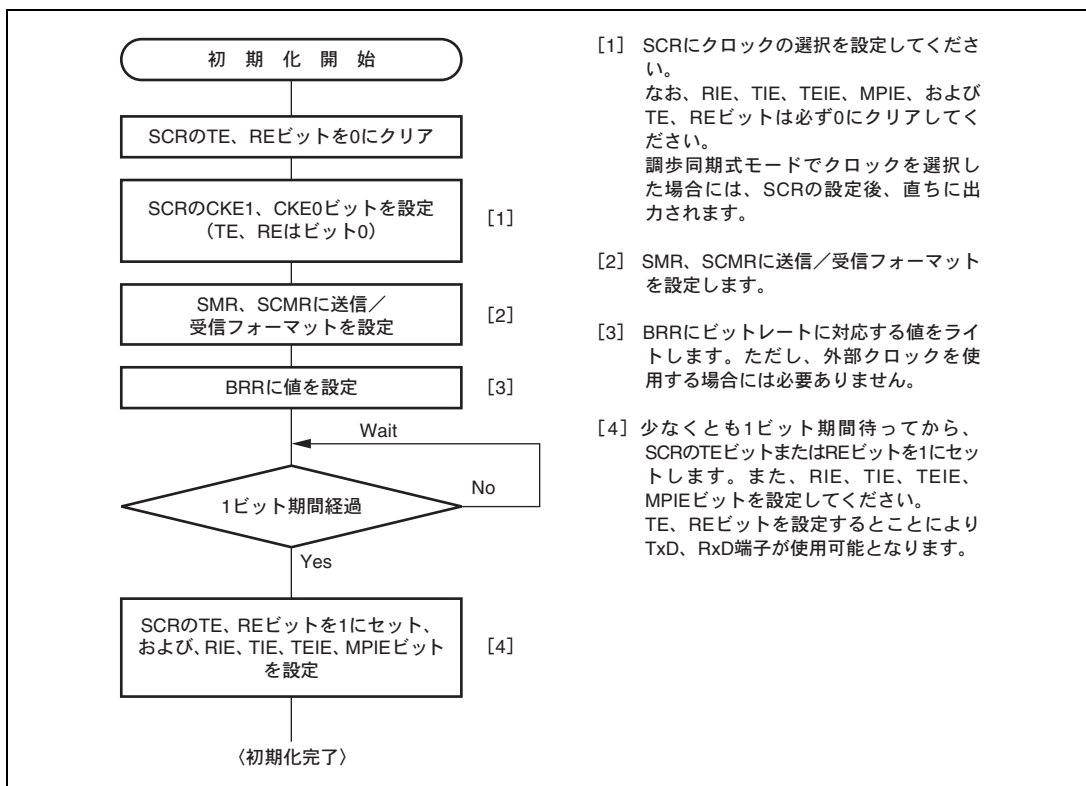 初期化開始
SCRのTE、REビットを0にクリア
SCRのCKE1、CKE0ビットを設定
（TE、REはビット0）
[1]
SMR、SCMRに送信／
受信フォーマットを設定
[2]
BRRに値を設定
[3]
Wait
1ビット期間経過
No
Yes
SCRのTE、REビットを1にセット、
および、RIE、TIE、TEIE、MPIEビット
を設定
[4]
〈初期化完了〉
[1] SCRにクロックの選択を設定してくださ
い。
なお、RIE、TIE、TEIE、MPIE、および
TE、REビットは必ず0にクリアしてく
ださい。
調歩同期式モードでクロックを選択し
た場合には、SCRの設定後、直ちに出
力されます。
[2] SMR、SCMRに送信／受信フォーマット
を設定します。
[3] BRRにビットレートに対応する値をライ
トします。ただし、外部クロックを使
用する場合には必要ありません。
[4] 少なくとも1ビット期間待ってから、
SCRのTEビットまたはREビットを1にセッ
トします。また、RIE、TIE、TEIE、
MPIEビットを設定してください。
TE、REビットを設定するとことにより
TxD、RxD端子が使用可能となります。